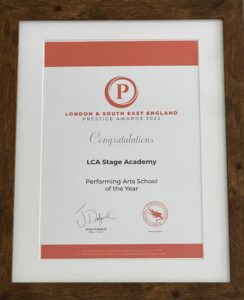 P
LONDON & SOUTH EAST ENGLAND
PRESTIGE AWARDS 2022
Congratulations
LCA Stage Academy
Performing Arts School
of the Year